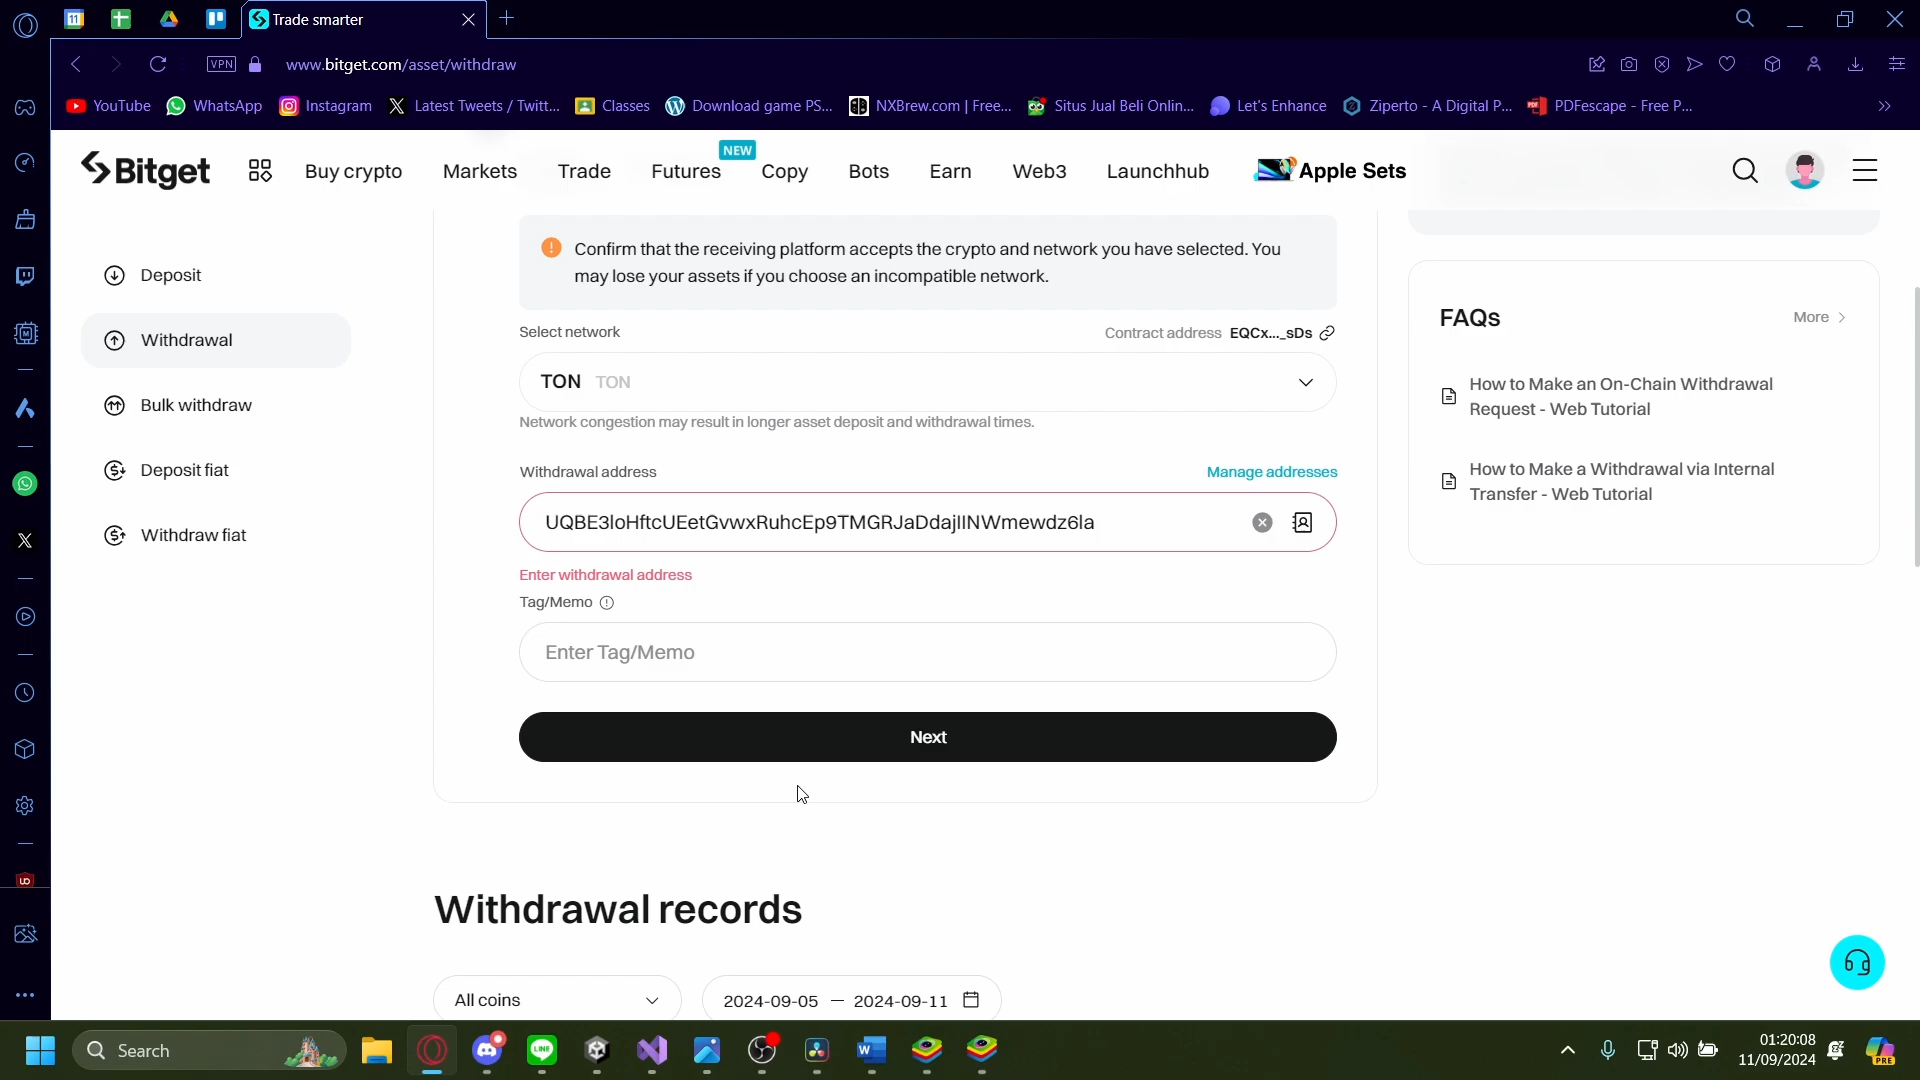 Trade smarter
VPN
www.bitget.com/asset/withdraw
YouTube
WhatsApp
Instagram
Latest Tweets / Twitt...
Classes
Download game PS...
NXBrew.com | Free...
Situs Jual Beli Onlin...
Let's Enhance
Ziperto - A Digital P...
PDFescape - Free P...
Bitget
Buy crypto
Markets
Trade
Futures
NEW
Copy
Bots
Earn
Web3
Launchhub
Apple Sets
Deposit
Withdrawal
Bulk withdraw
Deposit fiat
Withdraw fiat
Confirm that the receiving platform accepts the crypto and network you have selected. You
may lose your assets if you choose an incompatible network.
Select network
Contract address EQCx..._sDs
TON TON
Network congestion may result in longer asset deposit and withdrawal times.
Withdrawal address
Manage addresses
UQBE3loHftcUEetGvwxRuhcEp9TMGRJaDdajIINWmewdz6la
Enter withdrawal address
Tag/Memo
Enter Tag/Memo
Next
FAQs
More
How to Make an On-Chain Withdrawal
Request - Web Tutorial
How to Make a Withdrawal via Internal
Transfer - Web Tutorial
Withdrawal records
All coins
2024-09-05 — 2024-09-11
Search
01:20:08
11/09/2024
PRE